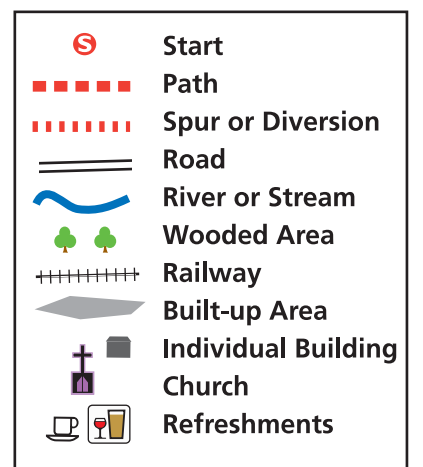 S Start
Path
Spur or Diversion
Road
River or Stream
Wooded Area
Railway
Built-up Area
Individual Building
Church
Refreshments